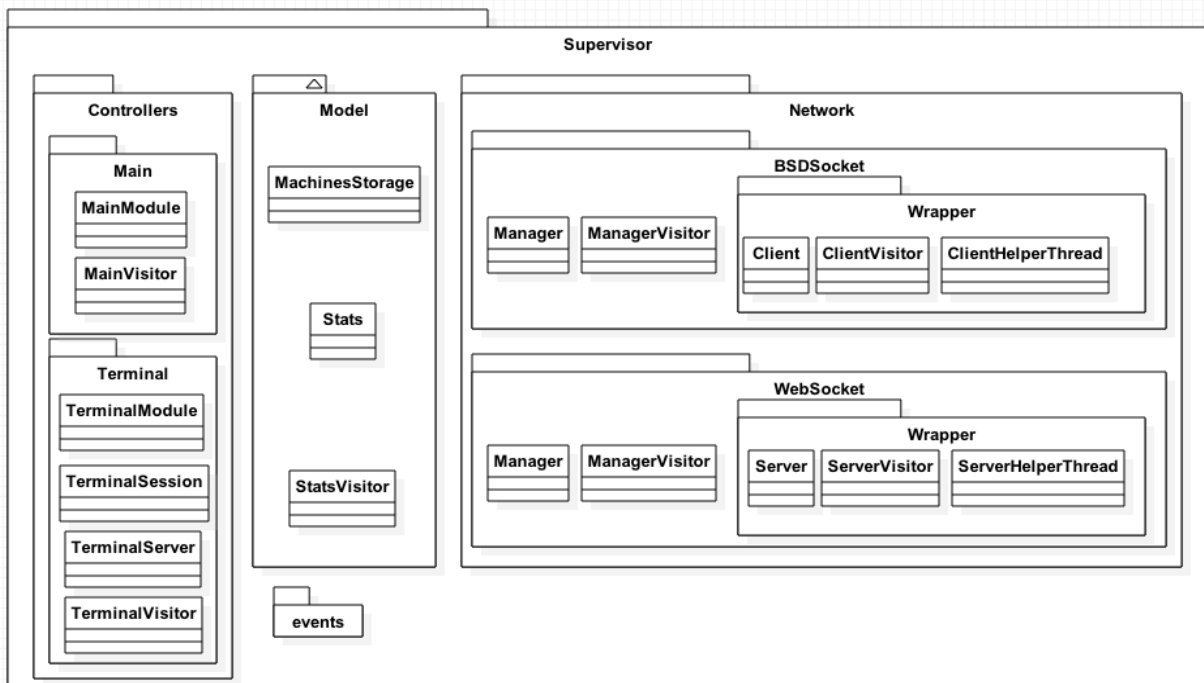 Supervisor
Controllers
Main
MainModule
MainVisitor
Terminal
TerminalModule
TerminalSession
TerminalServer
TerminalVisitor
Model
MachinesStorage
Stats
StatsVisitor
events
Network
BSDSocket
Manager
ManagerVisitor
Wrapper
Client
ClientVisitor
ClientHelperThread
WebSocket
Manager
ManagerVisitor
Wrapper
Server
ServerVisitor
ServerHelperThread